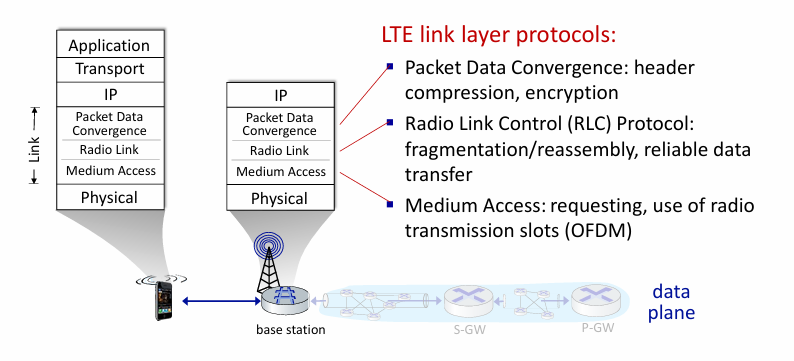 LTE link layer protocols:
Packet Data Convergence: header
compression, encryption
Radio Link Control (RLC) Protocol:
fragmentation/reassembly, reliable data
transfer
Medium Access: requesting, use of radio
transmission slots (OFDM)
Application
Transport
IP
Packet Data
Convergence
Radio Link
Medium Access
Physical
Link
IP
Packet Data
Convergence
Radio Link
Medium Access
Physical
base station
S-GW
P-GW
data
plane